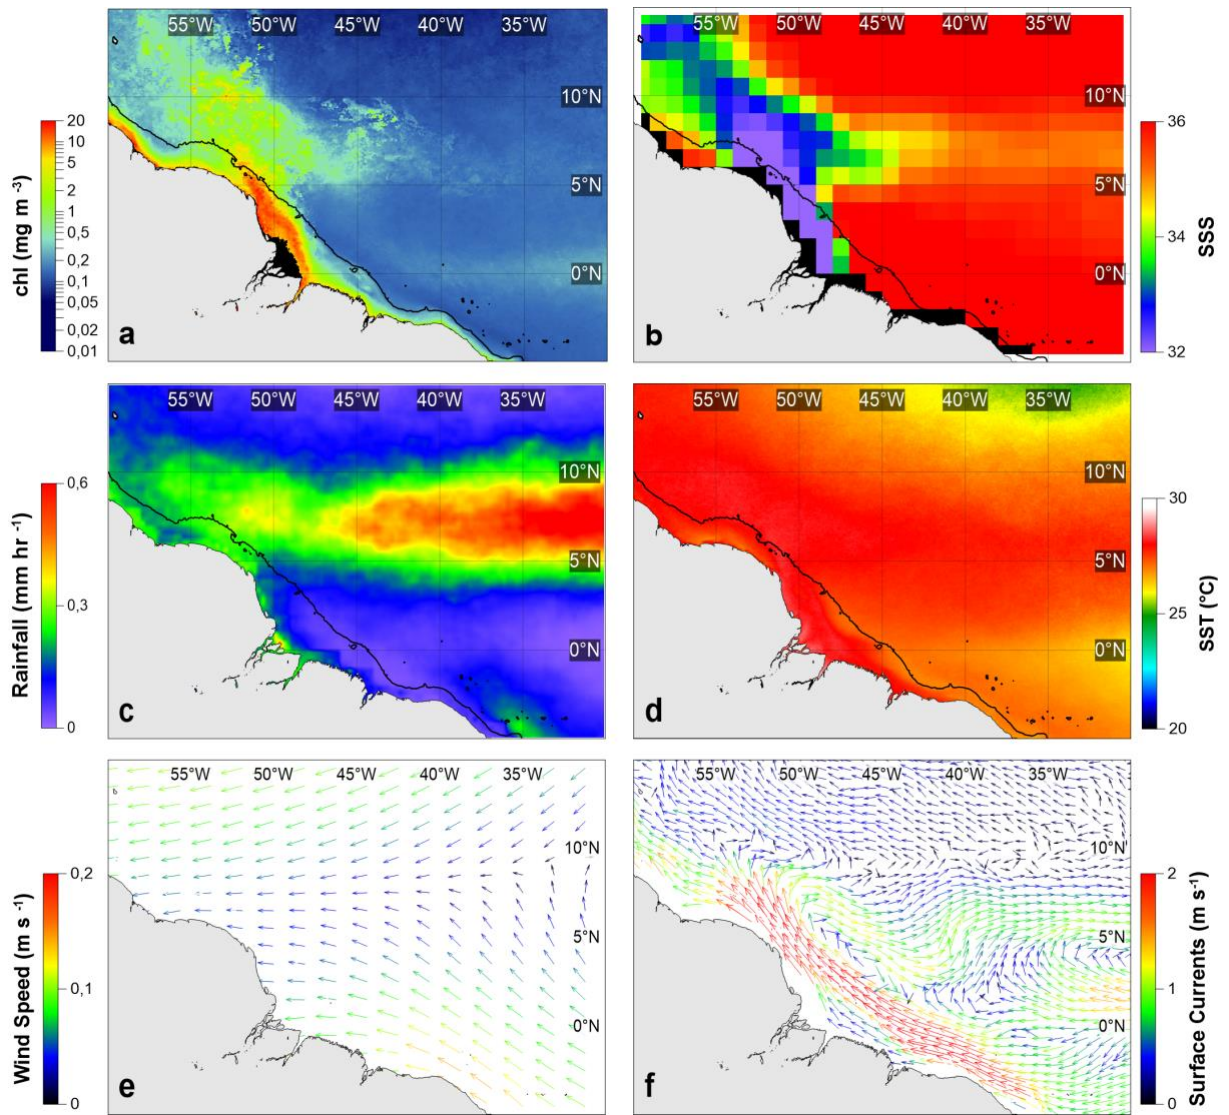 55°W 50°W 45°W 40°W 35°W
10°N
5°N
0°N
chl (mg m -3)
20
10
5
2
1
0,5
0,2
0,1
0,05
0,02
0,01
a
55°W 50°W 45°W 40°W 35°W
10°N
5°N
0°N
36
34
32
SSS
b
55°W 50°W 45°W 40°W 35°W
10°N
5°N
0°N
Rainfall (mm hr -1)
0,6
0,3
0
c
55°W 50°W 45°W 40°W 35°W
10°N
5°N
0°N
30
25
20
SST (°C)
d
55°W 50°W 45°W 40°W 35°W
10°N
5°N
0°N
Wind Speed (m s -1)
0,2
0,1
0
e
55°W 50°W 45°W 40°W 35°W
10°N
5°N
0°N
2
1
0
Surface Currents (m s -1)
f